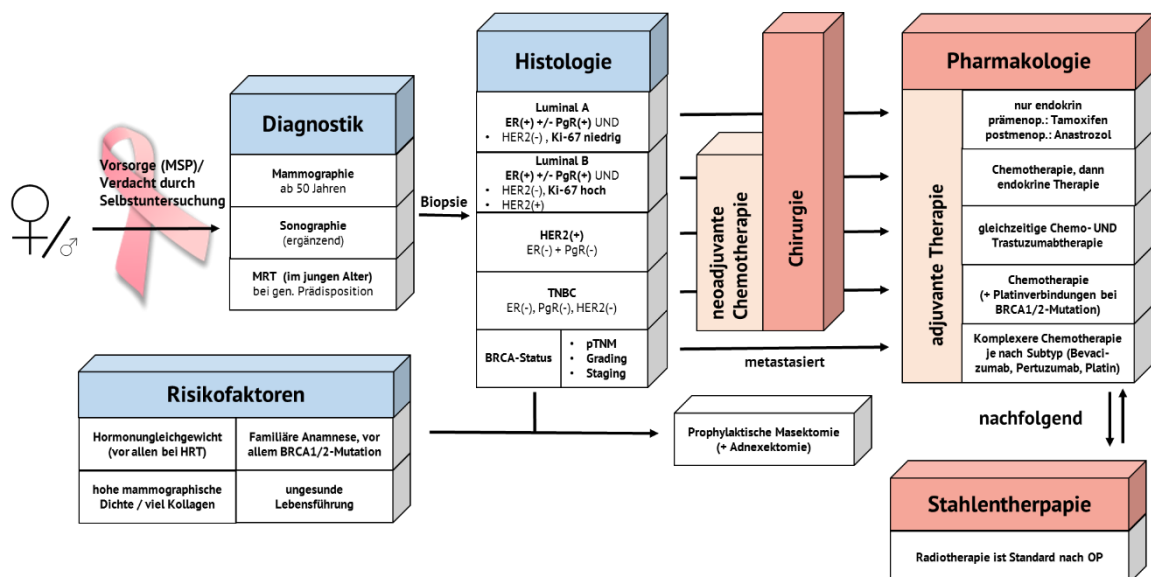 Vorsorge (MSP)/
Verdacht durch
Selbstuntersuchung
Diagnostik
Mammographie
ab 50 Jahren
Sonographie
(ergänzend)
MRT (im jungen Alter)
bei gen. Prädisposition
Biopsie
Histologie
Luminal A
ER(+) +/- PgR(+) UND
• HER2(-) , Ki-67 niedrig
Luminal B
ER(+) +/- PgR(+) UND
• HER2(-), Ki-67 hoch
• HER2(+)
HER2(+)
ER(-) + PgR(-)
TNBC
ER(-), PgR(-), HER2(-)
BRCA-Status
• pTNM
• Grading
• Staging
neoadjuvante
Chemotherapie
Chirurgie
metastasiert
Pharmakologie
adjuvante Therapie
nur endokrin
prämenop.: Tamoxifen
postmenop.: Anastrozol
Chemotherapie, dann
endokrine Therapie
gleichzeitige Chemo- UND
Trastuzumabtherapie
Chemotherapie
(+ Platinverbindungen bei
BRCA1/2-Mutation)
Komplexere Chemotherapie
je nach Subtyp (Bevaci-
zumab, Pertuzumab, Platin)
nachfolgend
Risikofaktoren
Hormonungleichgewicht
(vor allen bei HRT)
Familiäre Anamnese, vor
allem BRCA1/2-Mutation
hohe mammographische
Dichte / viel Kollagen
ungesunde
Lebensführung
Prophylaktische Masektomie
(+ Adnexektomie)
Stahlentherpapie
Radiotherapie ist Standard nach OP